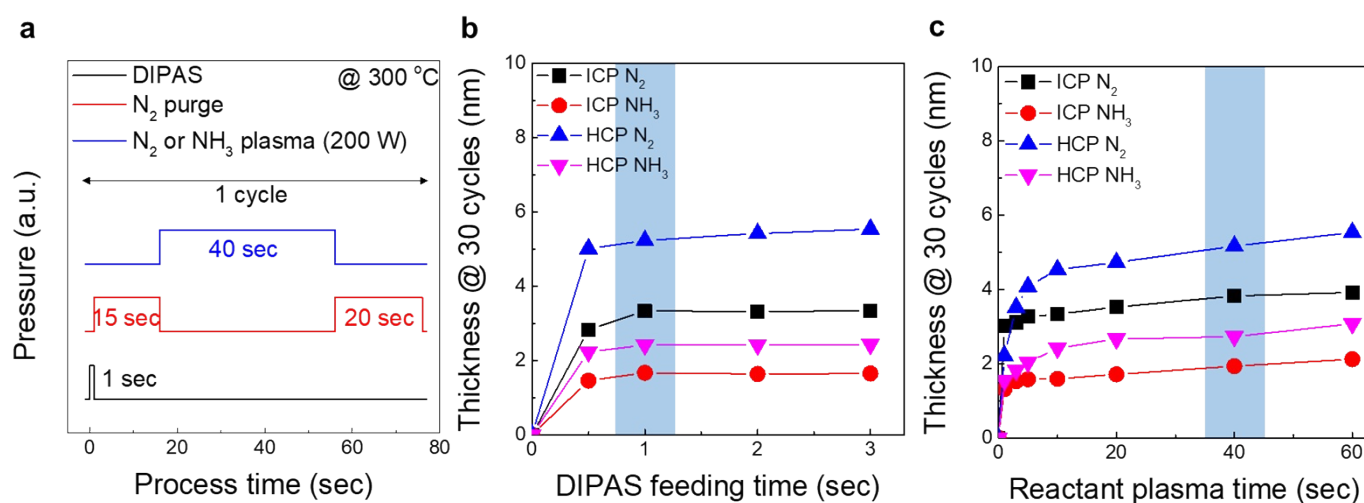 a
DIPAS
@ 300 °C
N₂ purge
N₂ or NH₃ plasma (200 W)
1 cycle
40 sec
15 sec
20 sec
1 sec
Pressure (a.u.)
0 20 40 60 80
Process time (sec)
b
ICP N₂
ICP NH₃
HCP N₂
HCP NH₃
Thickness @ 30 cycles (nm)
10
8
6
4
2
0
0 1 2 3
DIPAS feeding time (sec)
c
ICP N₂
ICP NH₃
HCP N₂
HCP NH₃
Thickness @ 30 cycles (nm)
10
8
6
4
2
0
0 20 40 60
Reactant plasma time (sec)